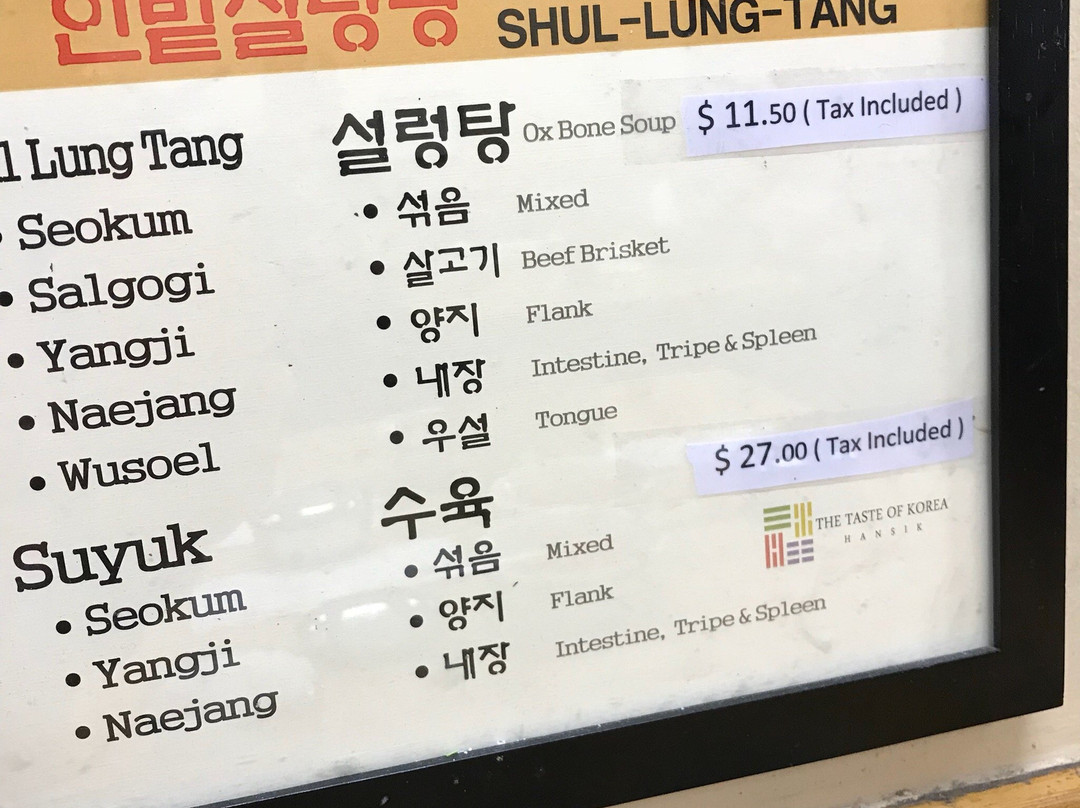 SHUL-LUNG-TANG
Lung Tang 설렁탕 Ox Bone Soup $ 11.50 ( Tax Included )
• Seokum • 섞음 Mixed
• Salgogi • 살고기 Beef Brisket
• Yangji • 양지 Flank
• Naejang • 내장 Intestine, Tripe & Spleen
• Wusoel • 우설 Tongue
$ 27.00 ( Tax Included )
Suyuk 수육
THE TASTE OF KOREA
HANSIK
• Seokum • 섞음 Mixed
• Yangji • 양지 Flank
• Naejang • 내장 Intestine, Tripe & Spleen